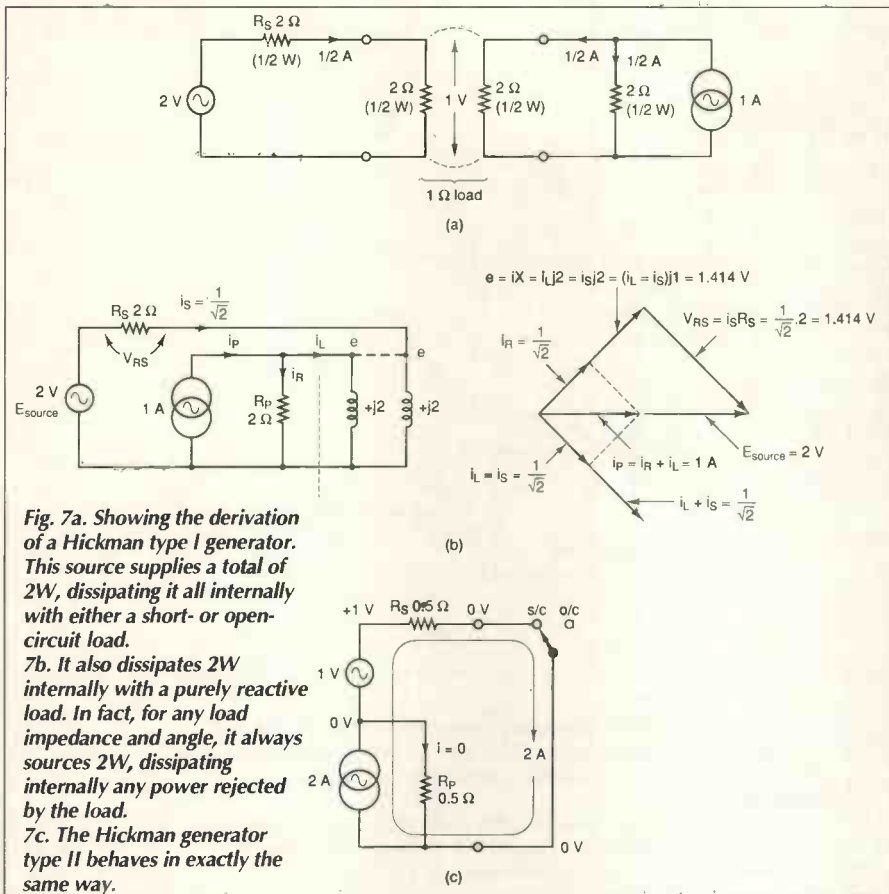 RS 2 Ω
(1/2 W)
1/2 A
2 V
2 Ω
(1/2 W)
1 V
2 Ω
(1/2 W)
1/2 A
1/2 A
2 Ω
(1/2 W)
1 A
1 Ω load
(a)
RS 2 Ω
iS = 1/√2
VRS
iP
iL
e
e
iR
2 V
Esource
1 A
RP
2 Ω
+j2
+j2
e = iX = iLj2 = iSj2 = (iL = iS)j1 = 1.414 V
VRS = iSRS = 1/√2 .2 = 1.414 V
iR = 1/√2
Esource = 2 V
iP = iR + iL = 1 A
iL = iS = 1/√2
iL + iS = 1/√2
(b)
Fig. 7a. Showing the derivation
of a Hickman type I generator.
This source supplies a total of
2W, dissipating it all internally
with either a short- or open-
circuit load.
7b. It also dissipates 2W
internally with a purely reactive
load. In fact, for any load
impedance and angle, it always
sources 2W, dissipating
internally any power rejected
by the load.
7c. The Hickman generator
type II behaves in exactly the
same way.
+1 V
RS 0.5 Ω
0 V
s/c
o/c
1 V
0 V
i = 0
2 A
2 A
RP
0.5 Ω
0 V
(c)